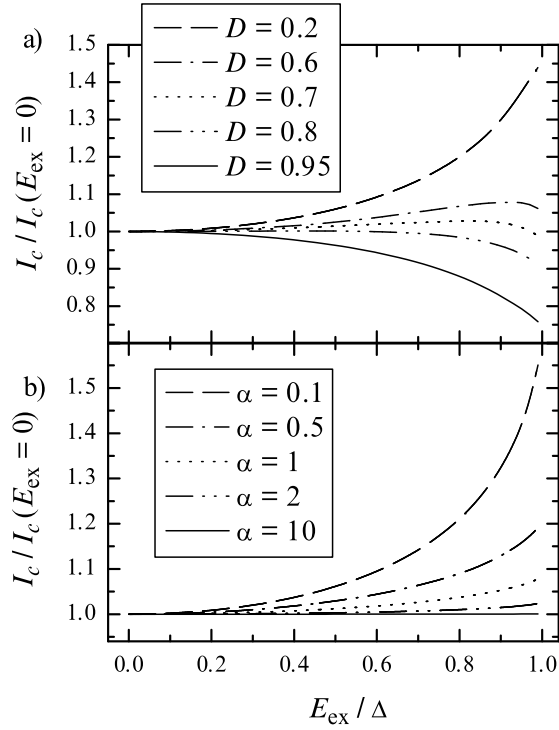 a)
I_c / I_c (E_ex = 0)
D = 0.2
D = 0.6
D = 0.7
D = 0.8
D = 0.95
1.5
1.4
1.3
1.2
1.1
1.0
0.9
0.8
b)
I_c / I_c (E_ex = 0)
α = 0.1
α = 0.5
α = 1
α = 2
α = 10
1.5
1.4
1.3
1.2
1.1
1.0
0.0 0.2 0.4 0.6 0.8 1.0
E_ex / Δ